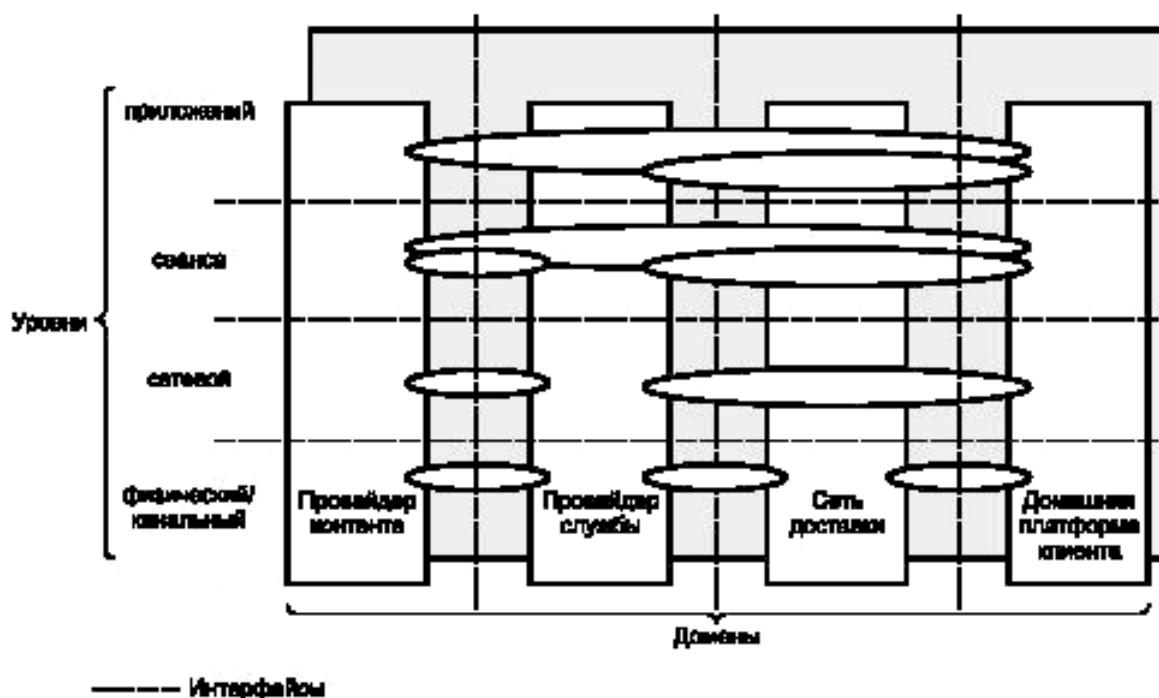 приложений
сеанса
Уровни
сетевой
физический/
канальный
Провайдер
контента
Провайдер
службы
Сеть
доставки
Домашняя
платформа
клиента
Домены
Интерфейсы